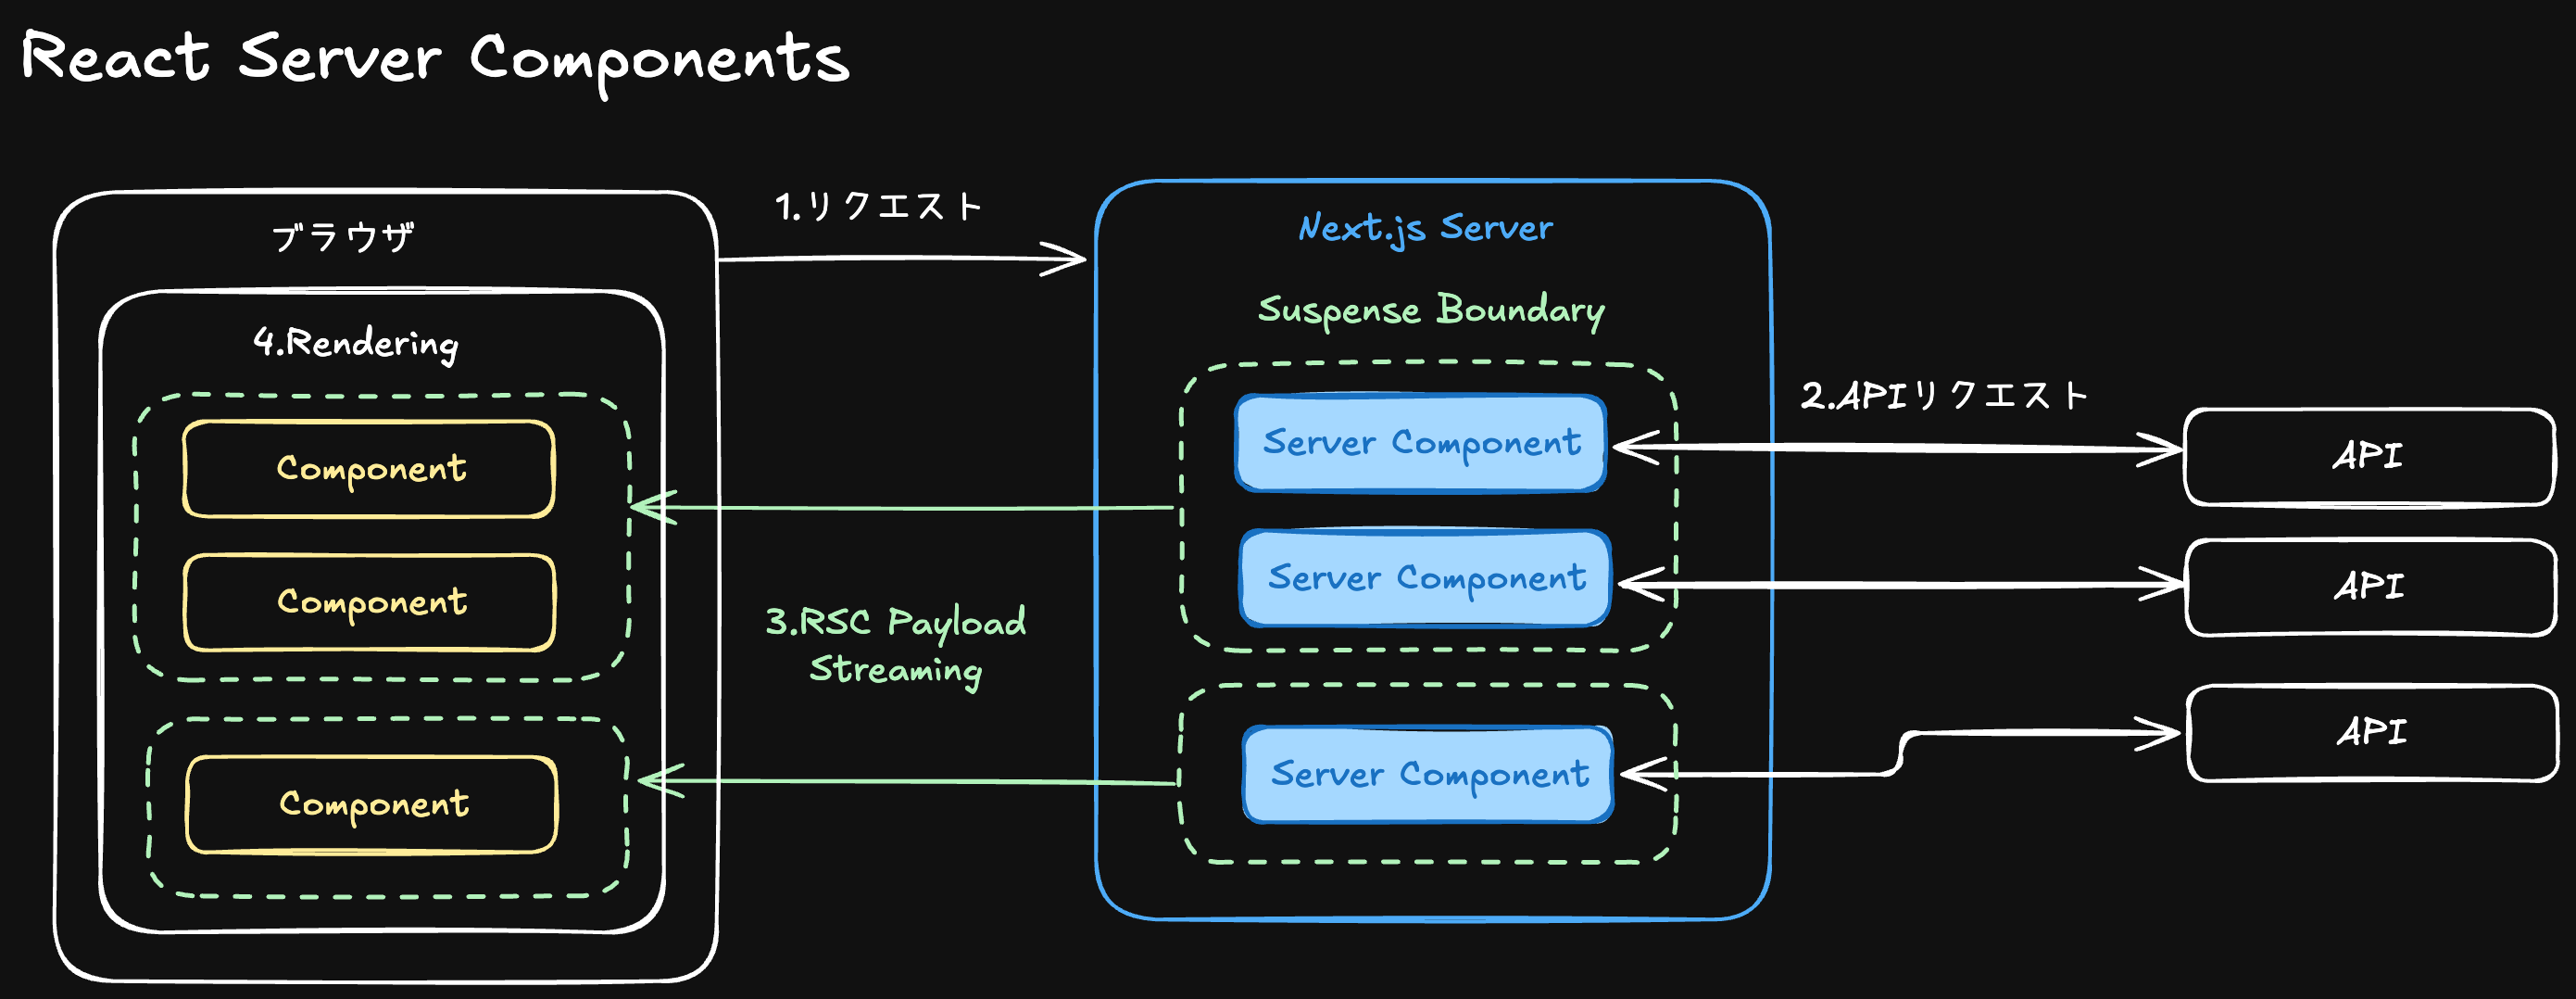 React Server Components
ブラウザ
1.リクエスト
Next.js Server
Suspense Boundary
4.Rendering
2.APIリクエスト
Component
Server Component
API
Component
Server Component
API
3.RSC Payload
Streaming
Component
Server Component
API